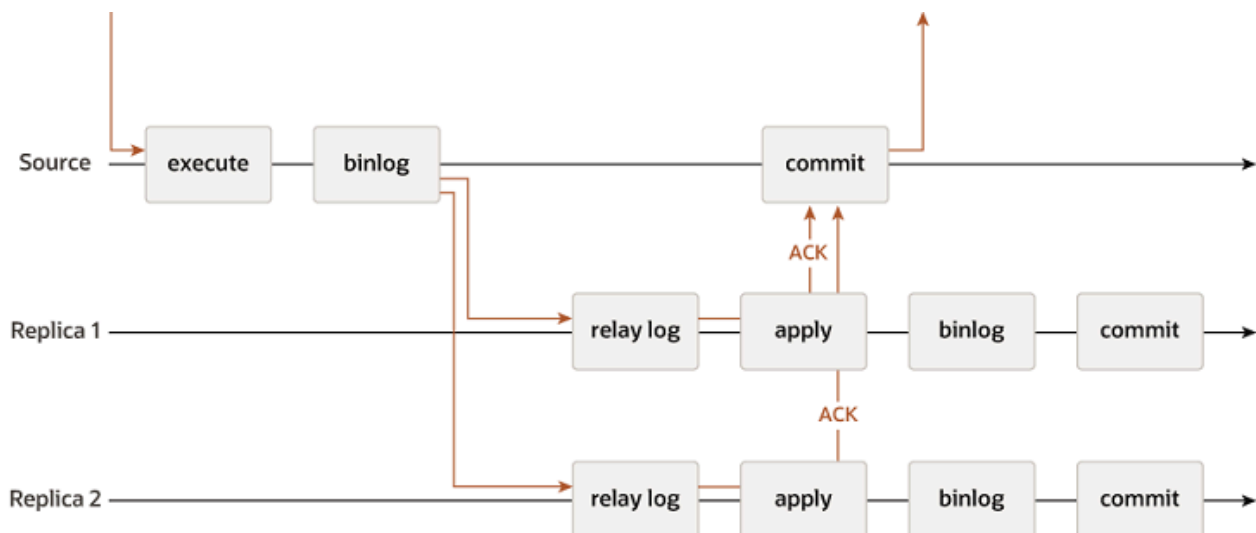 Source execute binlog commit
ACK
Replica 1 relay log apply binlog commit
ACK
Replica 2 relay log apply binlog commit